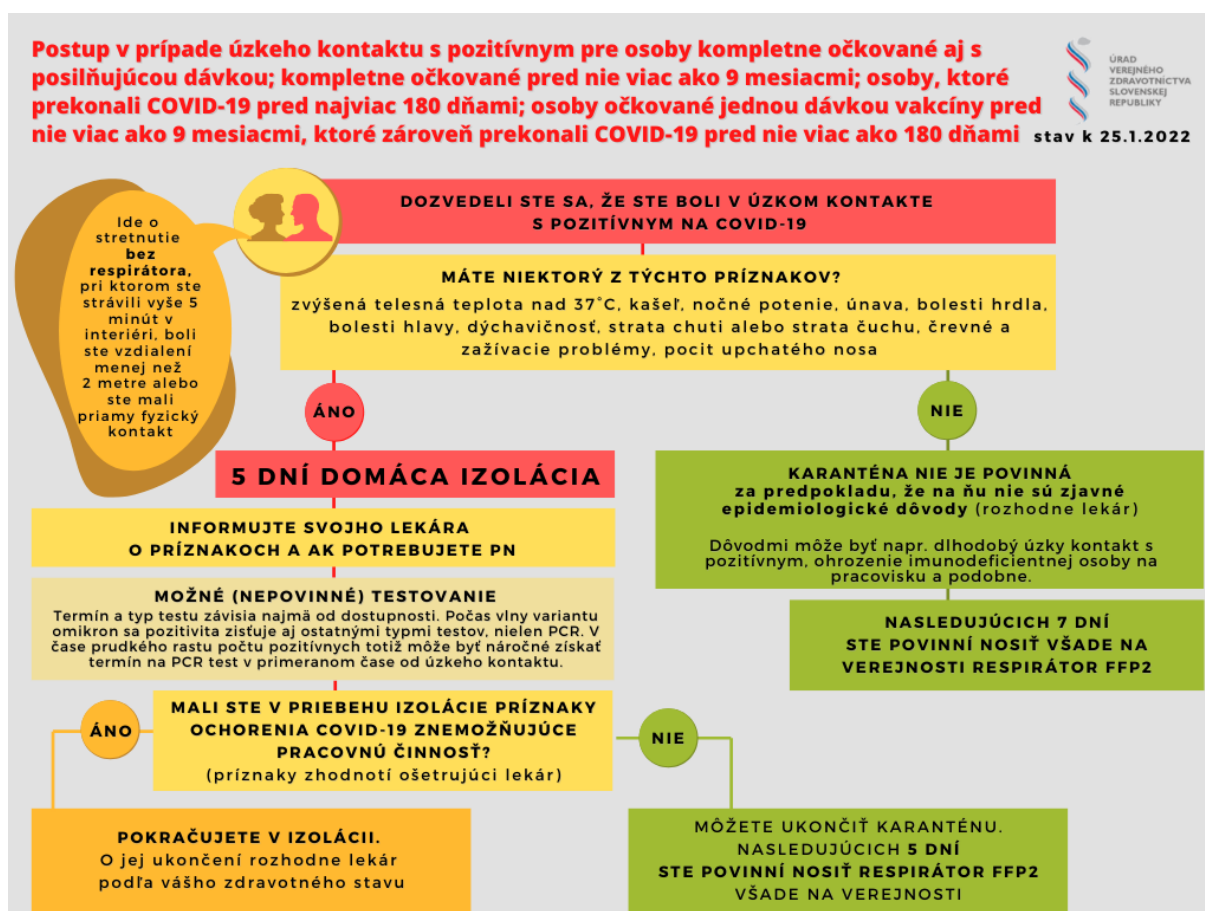 Postup v prípade úzkeho kontaktu s pozitívnym pre osoby kompletne očkované aj s
posilňujúcou dávkou; kompletne očkované pred nie viac ako 9 mesiacmi; osoby, ktoré
prekonali COVID-19 pred najviac 180 dňami; osoby očkované jednou dávkou vakcíny pred
nie viac ako 9 mesiacmi, ktoré zároveň prekonali COVID-19 pred nie viac ako 180 dňami
ÚRAD
VEREJNÉHO
ZDRAVOTNÍCTVA
SLOVENSKEJ
REPUBLIKY
stav k 25.1.2022
Ide o
stretnutie
bez
respirátora,
pri ktorom ste
strávili vyše 5
minút v
interiéri, boli
ste vzdialení
menej než
2 metre alebo
ste mali
priamy fyzický
kontakt
DOZVEDELI STE SA, ŽE STE BOLI V ÚZKOM KONTAKTE
S POZITÍVNYM NA COVID-19
MÁTE NIEKTORÝ Z TÝCHTO PRÍZNAKOV?
zvýšená telesná teplota nad 37°C, kašeľ, nočné potenie, únava, bolesti hrdla,
bolesti hlavy, dýchavičnosť, strata chuti alebo strata čuchu, črevné a
zažívacie problémy, pocit upchatého nosa
ÁNO
NIE
5 DNÍ DOMÁCA IZOLÁCIA
INFORMUJTE SVOJHO LEKÁRA
O PRÍZNAKOCH A AK POTREBUJETE PN
MOŽNÉ (NEPOVINNÉ) TESTOVANIE
Termín a typ testu závisia najmä od dostupnosti. Počas vlny variantu
omikron sa pozitivita zisťuje aj ostatnými typmi testov, nielen PCR. V
čase prudkého rastu počtu pozitívnych totiž môže byť náročné získať
termín na PCR test v primeranom čase od úzkeho kontaktu.
KARANTÉNA NIE JE POVINNÁ
za predpokladu, že na ňu nie sú zjavné
epidemiologické dôvody (rozhodne lekár)
Dôvodmi môže byť napr. dlhodobý úzky kontakt s
pozitívnym, ohrozenie imunodeficientnej osoby na
pracovisku a podobne.
NASLEDUJÚCICH 7 DNÍ
STE POVINNÍ NOSIŤ VŠADE NA
VEREJNOSTI RESPIRÁTOR FFP2
MALI STE V PRIEBEHU IZOLÁCIE PRÍZNAKY
OCHORENIA COVID-19 ZNEMOŽŇUJÚCE
PRACOVNÚ ČINNOSŤ?
(príznaky zhodnotí ošetrujúci lekár)
ÁNO
NIE
POKRAČUJETE V IZOLÁCII.
O jej ukončení rozhodne lekár
podľa vášho zdravotného stavu
MÔŽETE UKONČIŤ KARANTÉNU.
NASLEDUJÚCICH 5 DNÍ
STE POVINNÍ NOSIŤ RESPIRÁTOR FFP2
VŠADE NA VEREJNOSTI